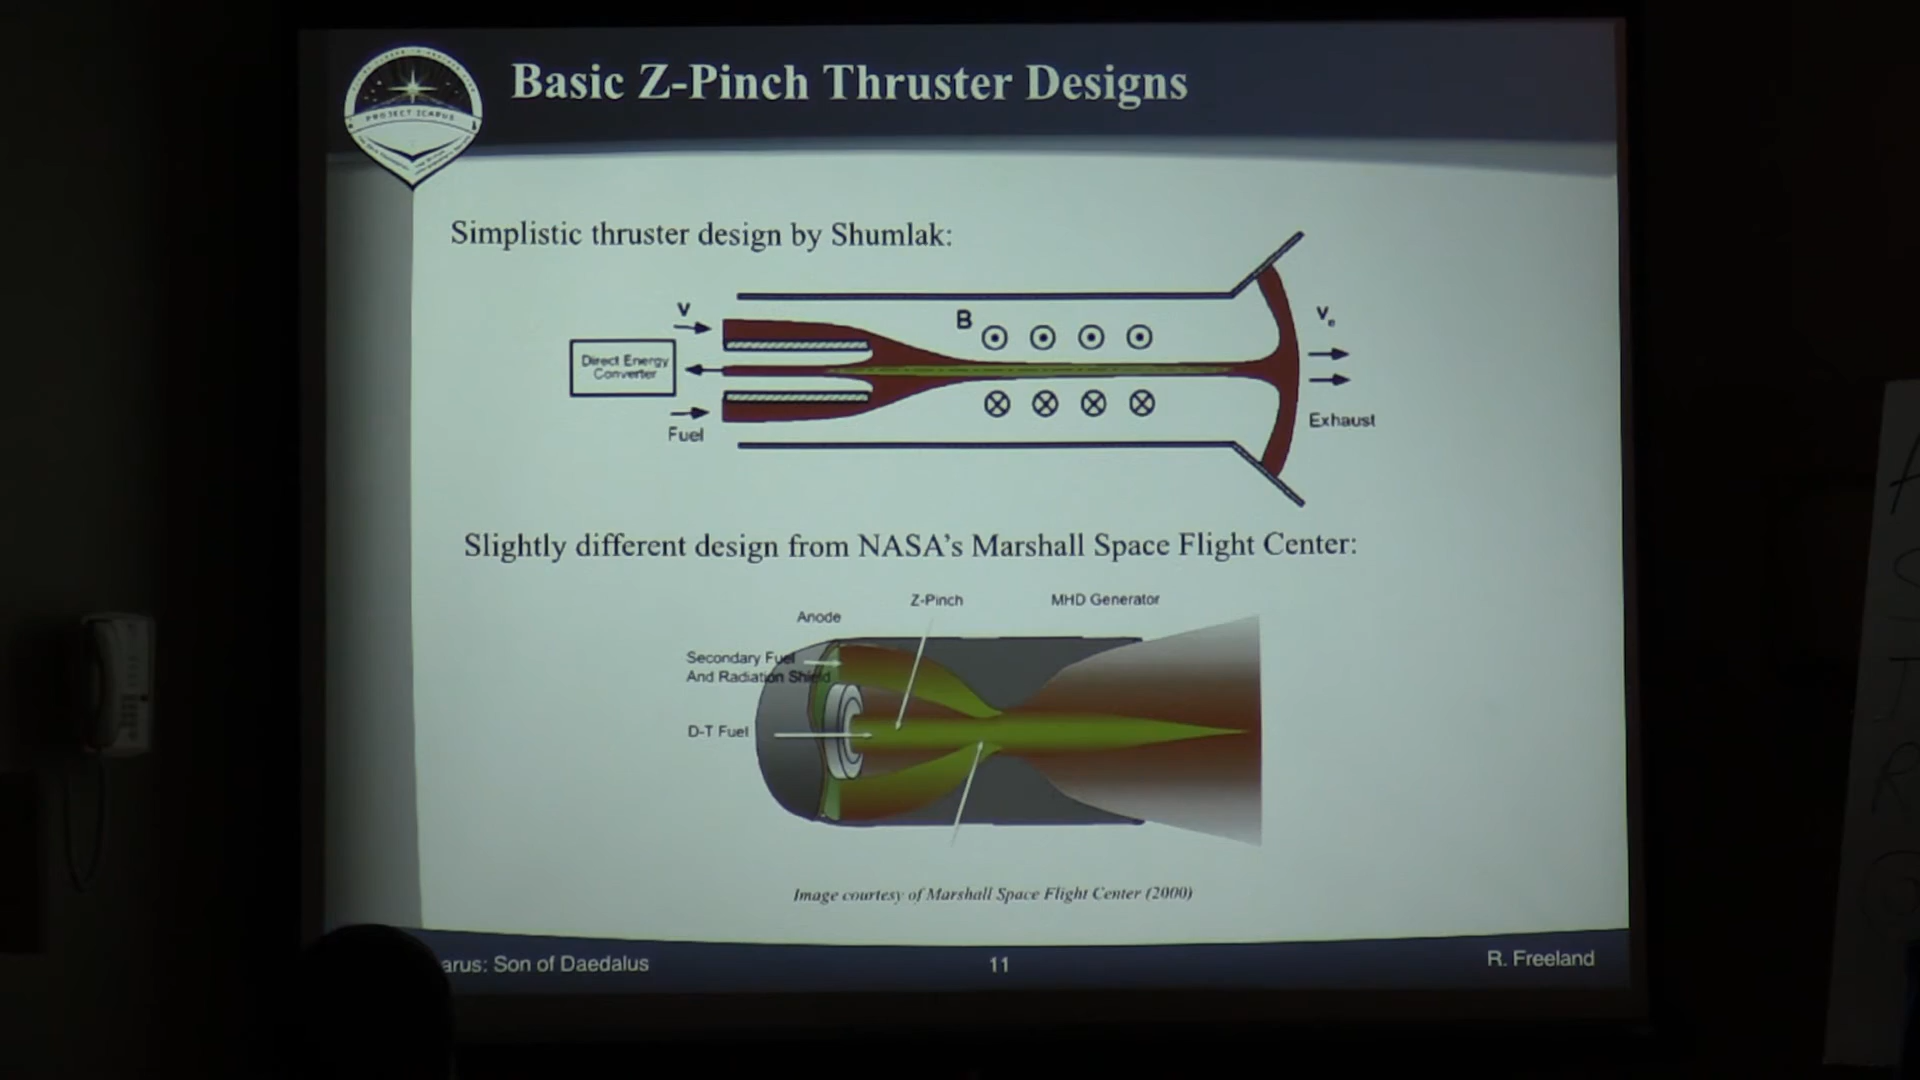 Basic Z-Pinch Thruster Designs
PROJECT ICARUS
Simplistic thruster design by Shumlak:
V
B
Ve
Direct Energy
Converter
Fuel
Exhaust
Slightly different design from NASA's Marshall Space Flight Center:
Z-Pinch
MHD Generator
Anode
Secondary Fuel
And Radiation Shield
D-T Fuel
Image courtesy of Marshall Space Flight Center (2000)
arus: Son of Daedalus
11
R. Freeland